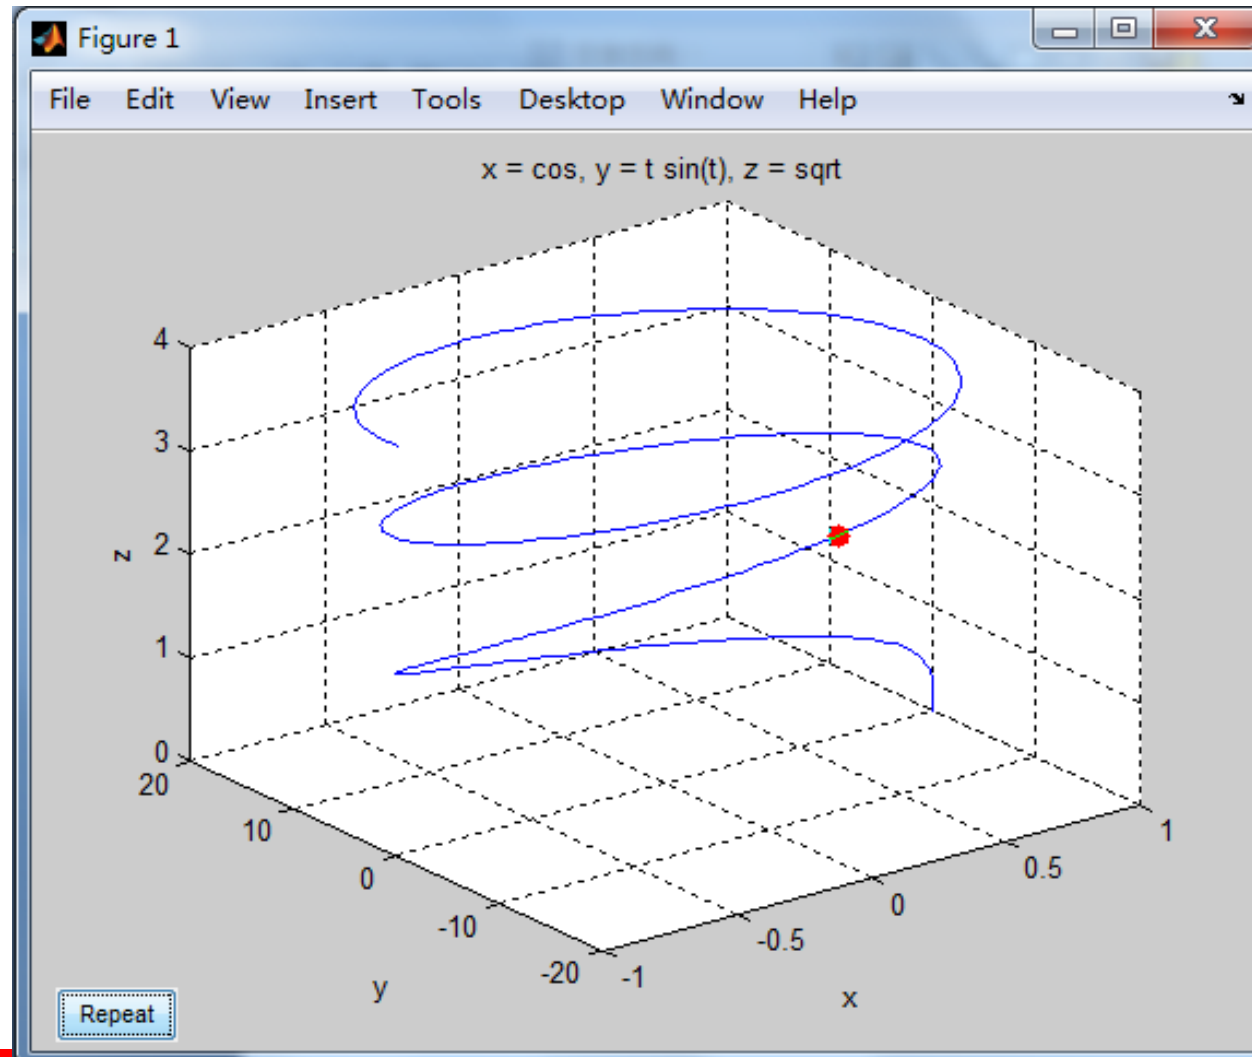 Figure 1
File Edit View Insert Tools Desktop Window Help
x = cos, y = t sin(t), z = sqrt
4
3
2
1
0
z
20
10
0
-10
-20
y
-1
-0.5
0
0.5
1
x
Repeat